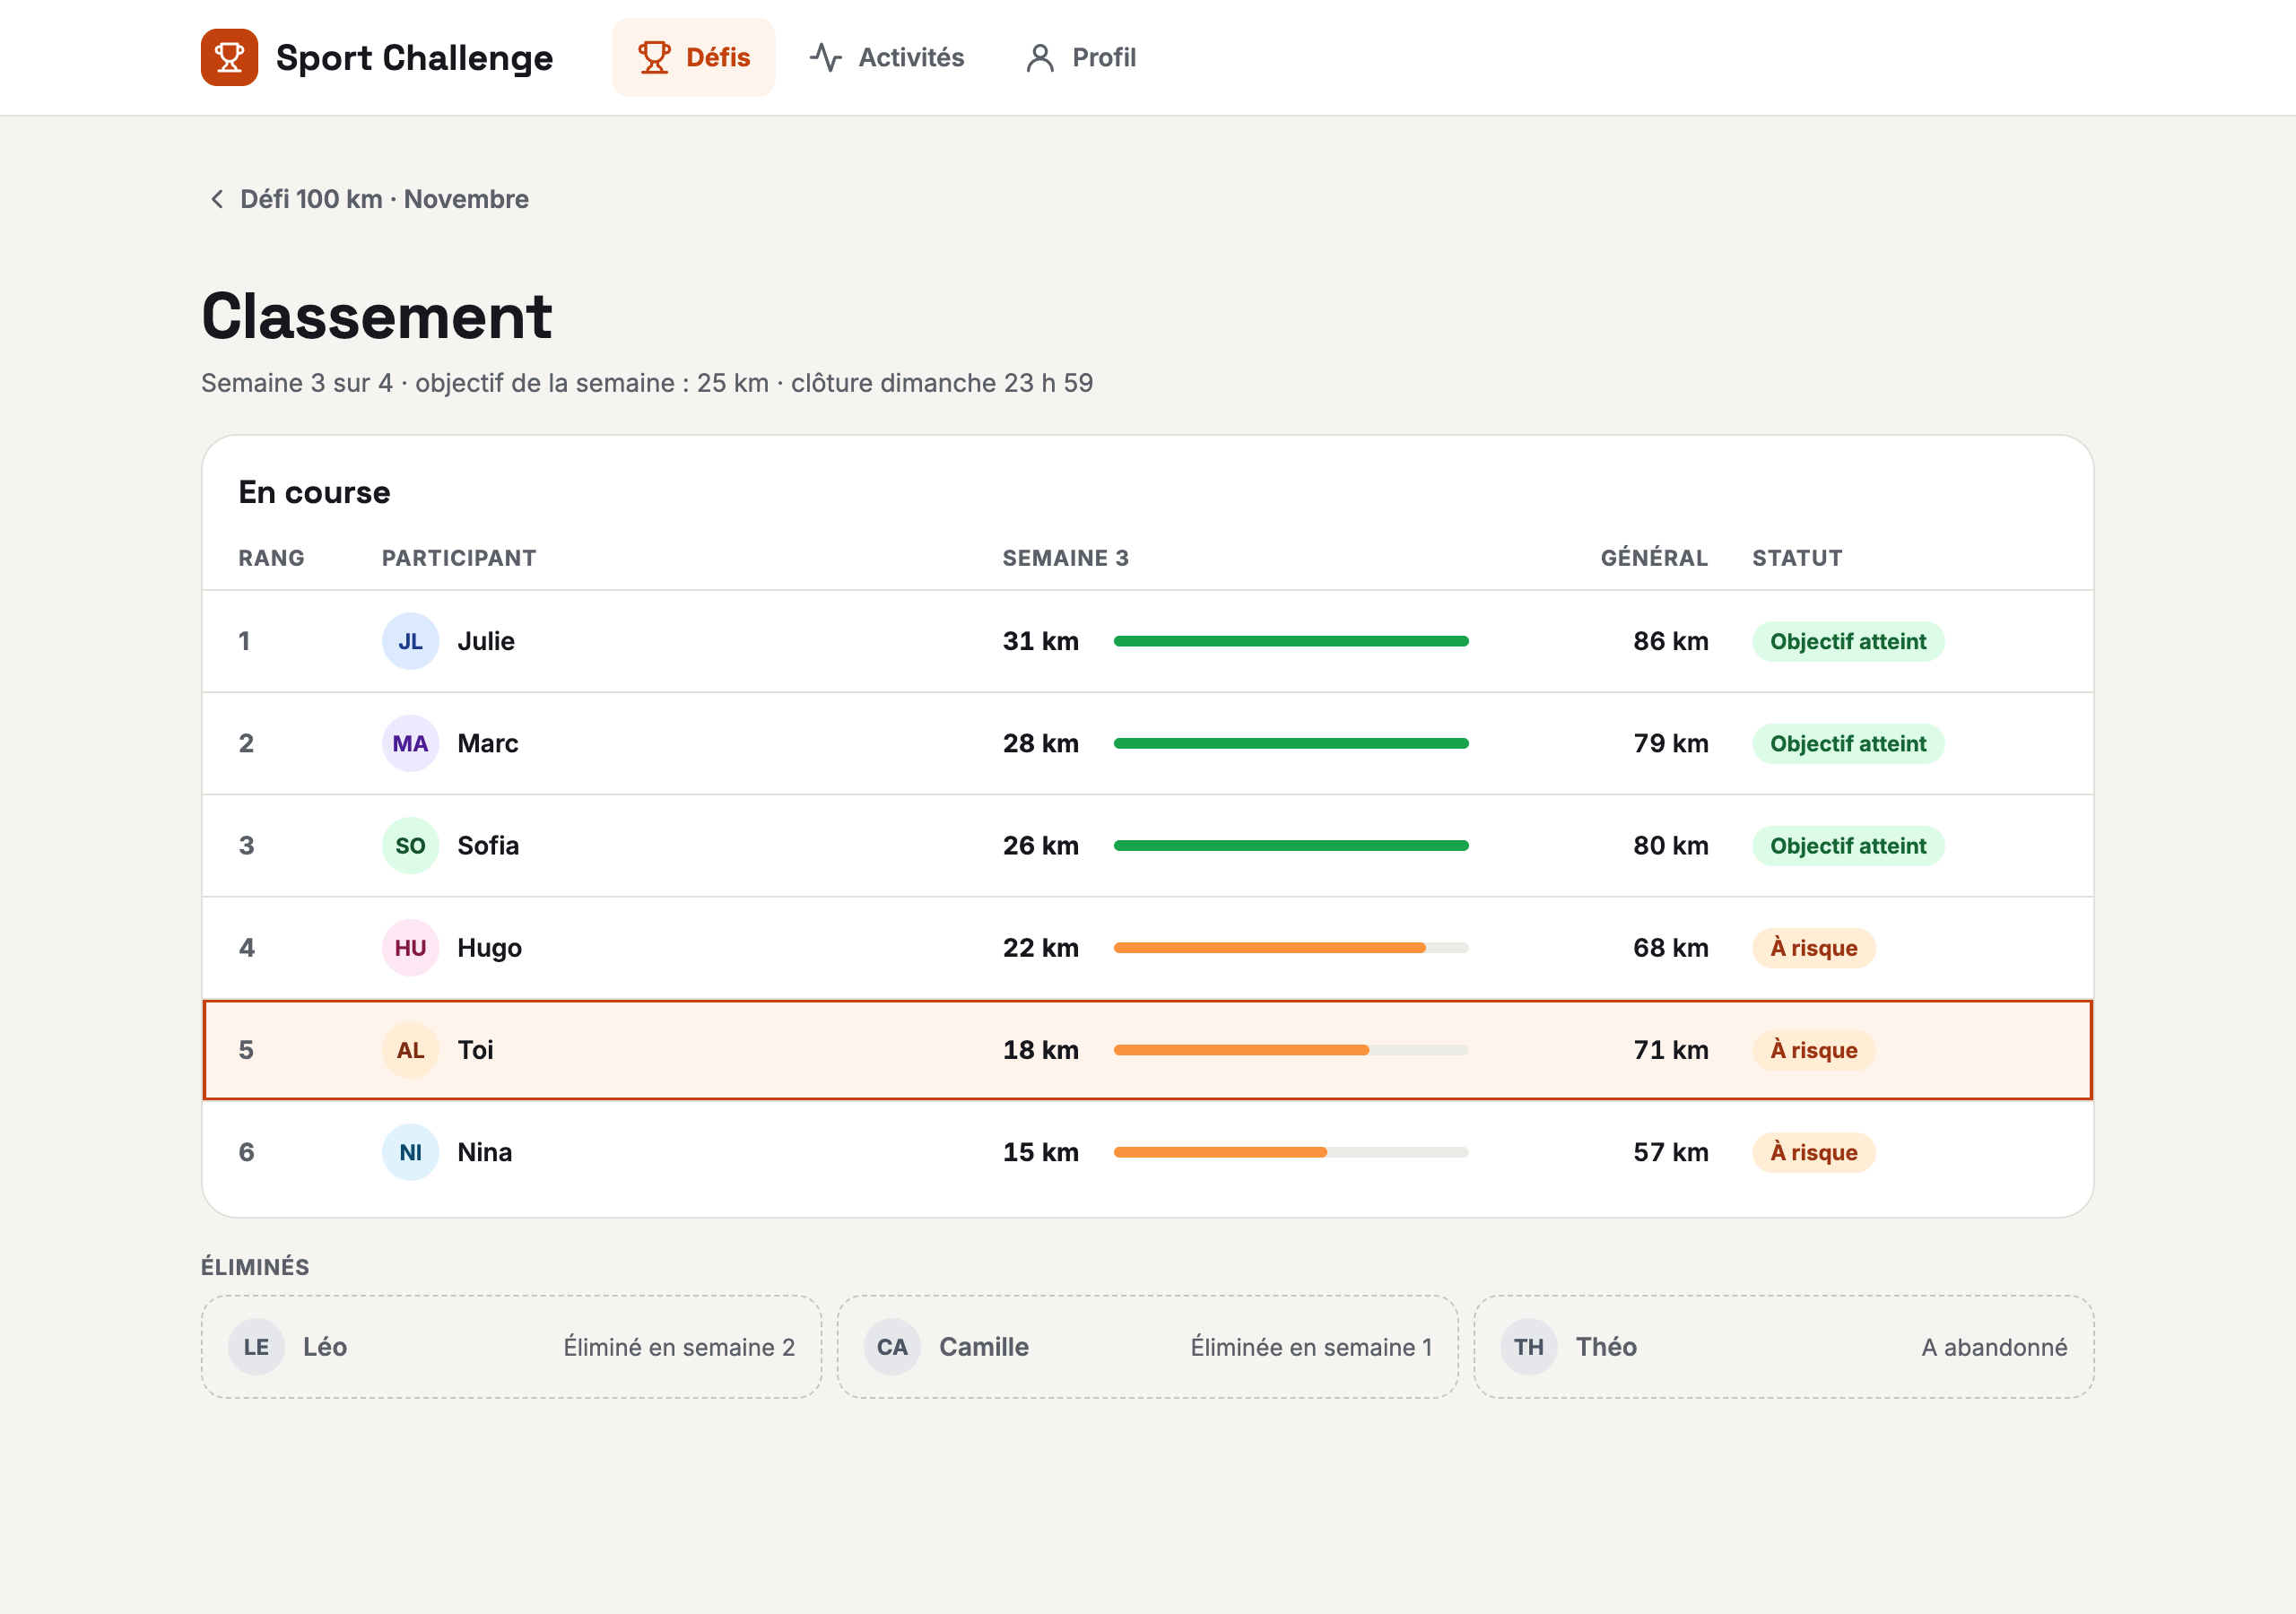 Sport Challenge Défis Activités Profil
Défi 100 km · Novembre
Classement
Semaine 3 sur 4 · objectif de la semaine : 25 km · clôture dimanche 23 h 59
En course
RANG PARTICIPANT SEMAINE 3 GÉNÉRAL STATUT
1 JL Julie 31 km 86 km Objectif atteint
2 MA Marc 28 km 79 km Objectif atteint
3 SO Sofia 26 km 80 km Objectif atteint
4 HU Hugo 22 km 68 km À risque
5 AL Toi 18 km 71 km À risque
6 NI Nina 15 km 57 km À risque
ÉLIMINÉS
LE Léo Éliminé en semaine 2 CA Camille Éliminée en semaine 1 TH Théo A abandonné